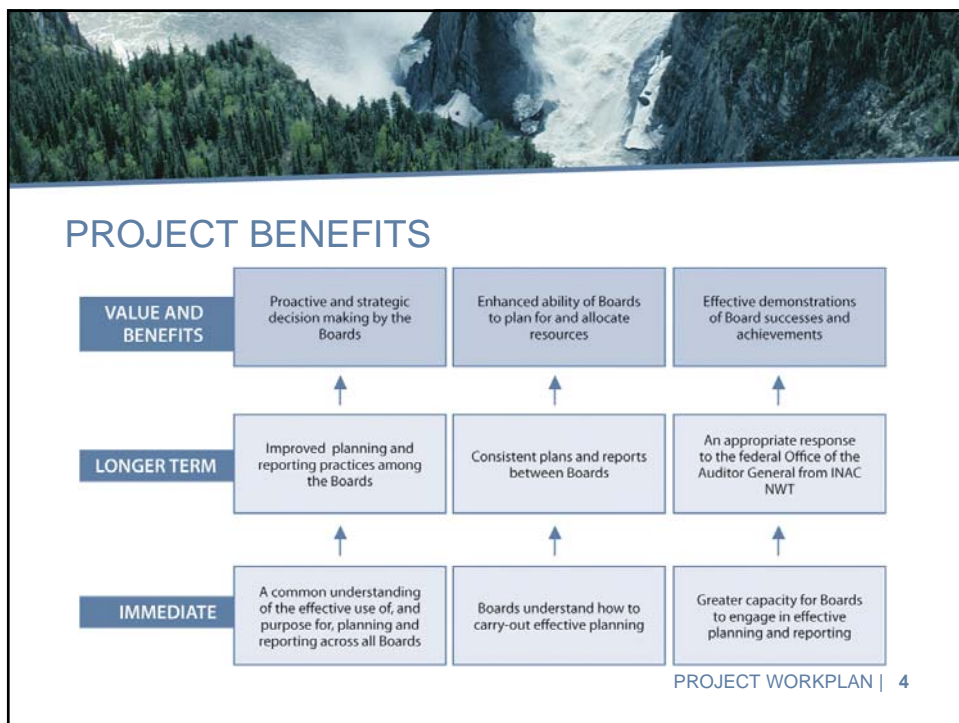 PROJECT BENEFITS
VALUE AND
BENEFITS
Proactive and strategic
decision making by the
Boards
Enhanced ability of Boards
to plan for and allocate
resources
Effective demonstrations
of Board successes and
achievements
LONGER TERM
Improved planning and
reporting practices among
the Boards
Consistent plans and reports
between Boards
An appropriate response
to the federal Office of the
Auditor General from INAC
NWT
IMMEDIATE
A common understanding
of the effective use of, and
purpose for, planning and
reporting across all Boards
Boards understand how to
carry-out effective planning
Greater capacity for Boards
to engage in effective
planning and reporting
PROJECT WORKPLAN | 4